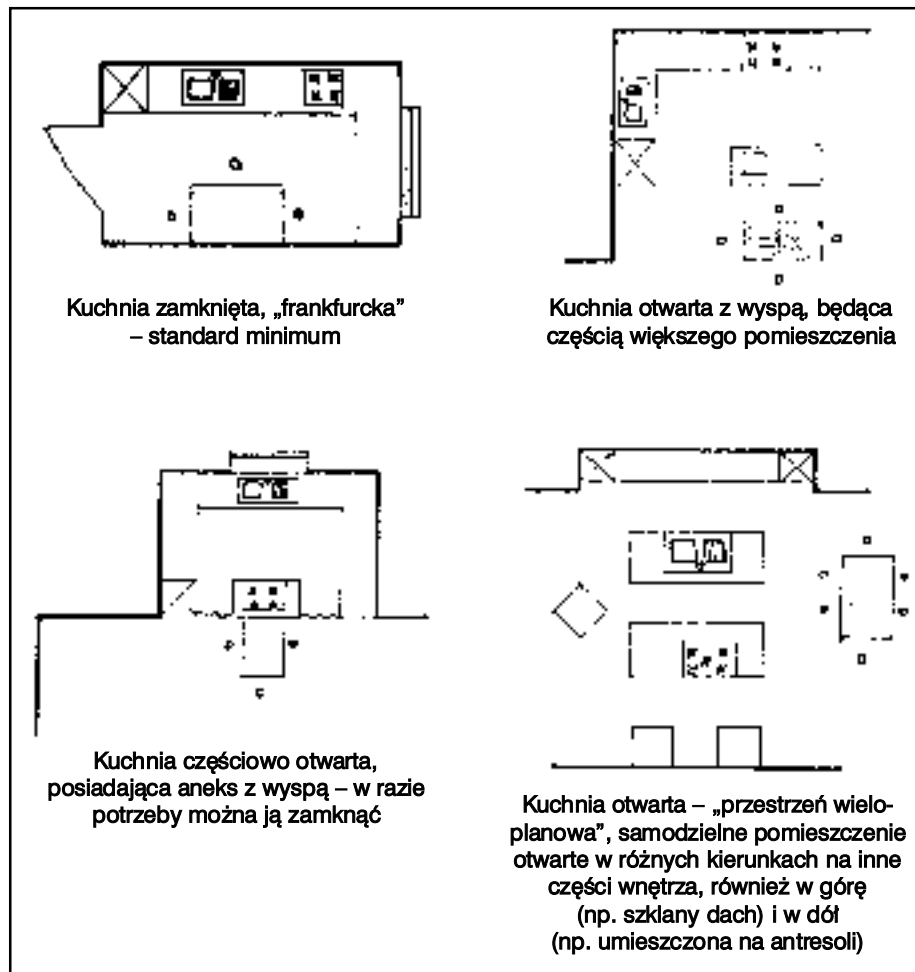 Kuchnia zamknięta, „frankfurcka”
– standard minimum
Kuchnia otwarta z wyspą, będąca
częścią większego pomieszczenia
Kuchnia częściowo otwarta,
posiadająca aneks z wyspą – w razie
potrzeby można ją zamknąć
Kuchnia otwarta – „przestrzeń wielo-
planowa”, samodzielne pomieszczenie
otwarte w różnych kierunkach na inne
części wnętrza, również w górę
(np. szklany dach) i w dół
(np. umieszczona na antresoli)